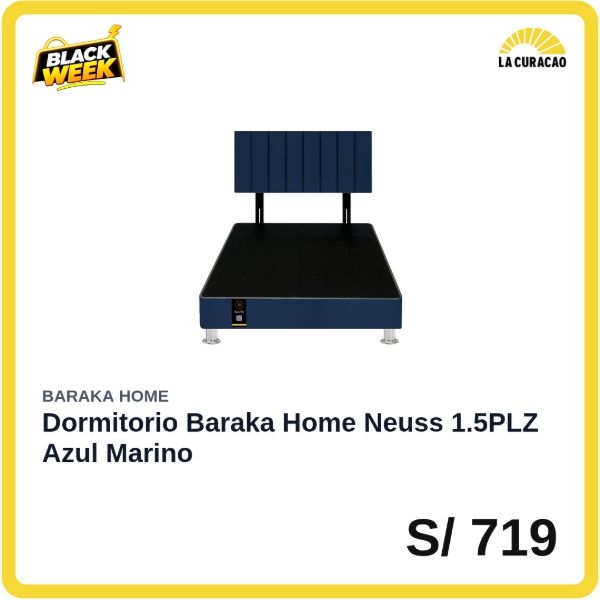 BLACK
WEEK
LA CURACAO
BARAKA HOME
Dormitorio Baraka Home Neuss 1.5PLZ
Azul Marino
S/ 719